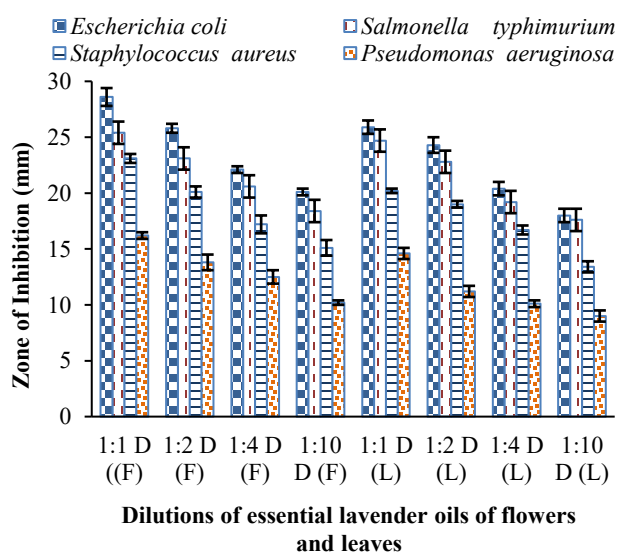 Escherichia coli Salmonella typhimurium
Staphylococcus aureus Pseudomonas aeruginosa
30
25
20
15
10
5
0
Zone of Inhibition (mm)
1:1 D 1:2 D 1:4 D 1:10 1:1 D 1:2 D 1:4 D 1:10
((F) (F) (F) D (F) (L) (L) (L) D (L)
Dilutions of essential lavender oils of flowers
and leaves